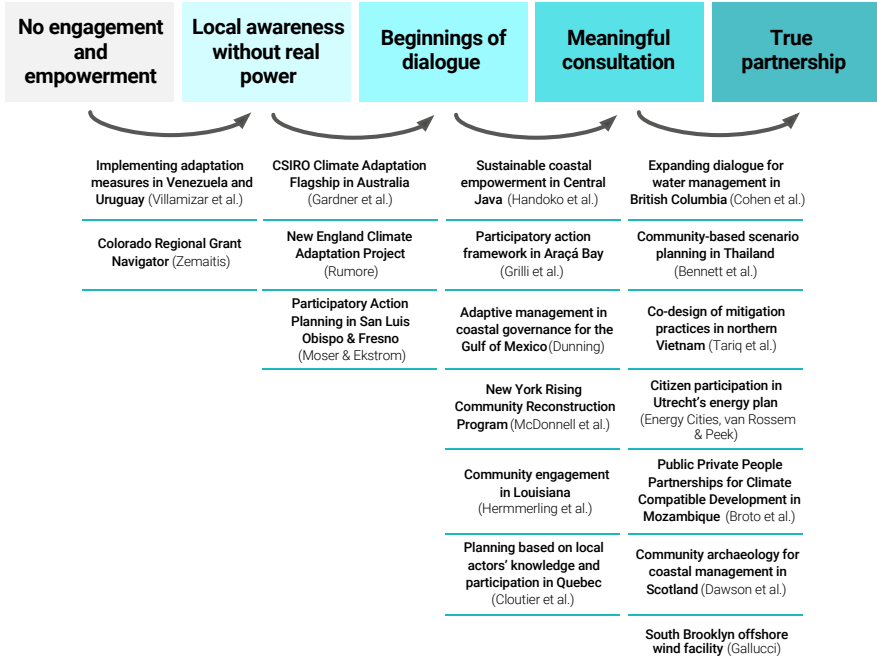 No engagement
and
empowerment
Local awareness
without real
power
Beginnings of
dialogue
Meaningful
consultation
True
partnership
Implementing adaptation
measures in Venezuela and
Uruguay (Villamizar et al.)
Colorado Regional Grant
Navigator (Zemaitis)
CSIRO Climate Adaptation
Flagship in Australia
(Gardner et al.)
New England Climate
Adaptation Project
(Rumore)
Participatory Action
Planning in San Luis
Obispo & Fresno
(Moser & Ekstrom)
Sustainable coastal
empowerment in Central
Java (Handoko et al.)
Participatory action
framework in Araçá Bay
(Grilli et al.)
Adaptive management in
coastal governance for the
Gulf of Mexico (Dunning)
New York Rising
Community Reconstruction
Program (McDonnell et al.)
Community engagement
in Louisiana
(Hermmerling et al.)
Planning based on local
actors' knowledge and
participation in Quebec
(Cloutier et al.)
Expanding dialogue for
water management in
British Columbia (Cohen et al.)
Community-based scenario
planning in Thailand
(Bennett et al.)
Co-design of mitigation
practices in northern
Vietnam (Tariq et al.)
Citizen participation in
Utrecht's energy plan
(Energy Cities, van Rossem
& Peek)
Public Private People
Partnerships for Climate
Compatible Development in
Mozambique (Broto et al.)
Community archaeology for
coastal management in
Scotland (Dawson et al.)
South Brooklyn offshore
wind facility (Gallucci)